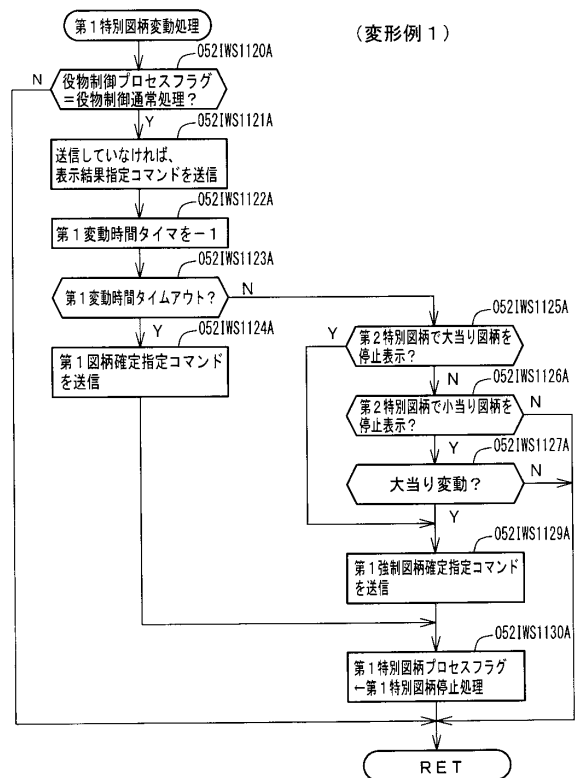 第1特別図柄変動処理
(変形例1)
052IWS1120A
N
役物制御プロセスフラグ
=役物制御通常処理?
Y
052IWS1121A
送信していなければ、
表示結果指定コマンドを送信
052IWS1122A
第1変動時間タイマを-1
052IWS1123A
第1変動時間タイムアウト?
N
Y
052IWS1124A
第1図柄確定指定コマンド
を送信
052IWS1125A
Y
第2特別図柄で大当り図柄を
停止表示?
N
052IWS1126A
第2特別図柄で小当り図柄を
停止表示?
N
Y
052IWS1127A
大当り変動?
N
Y
052IWS1129A
第1強制図柄確定指定コマンド
を送信
052IWS1130A
第1特別図柄プロセスフラグ
←第1特別図柄停止処理
RET